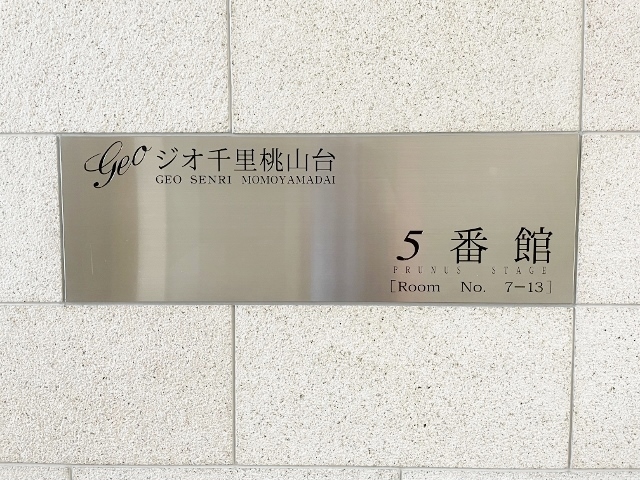 Geo ジオ千里桃山台
GEO SENRI MOMOYAMADAI
5番館
PRUNUS STAGE
[Room No. 7-13]